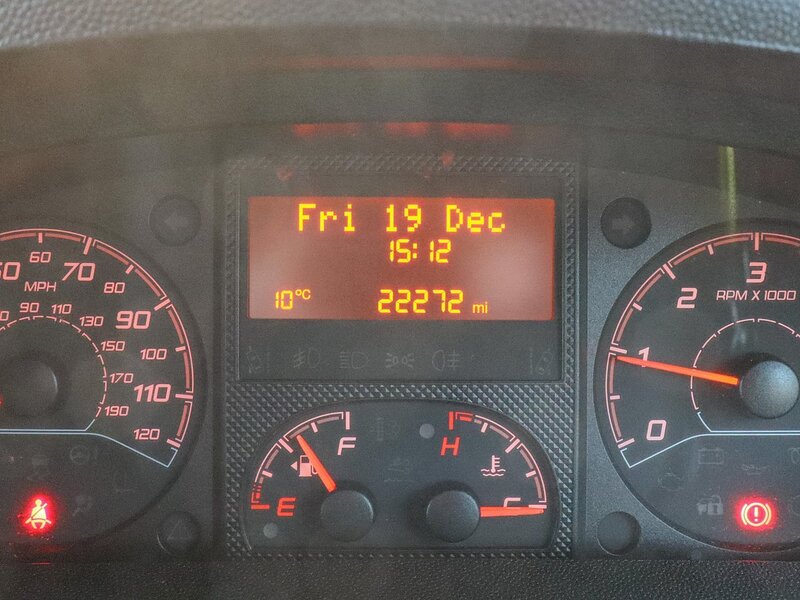 Fri 19 Dec
15:12
10°C 22272 mi
60 70 80 90 100 110 120
MPH
90 110 130 150 170 190
F
E
H
C
0 1 2 3
RPM X 1000